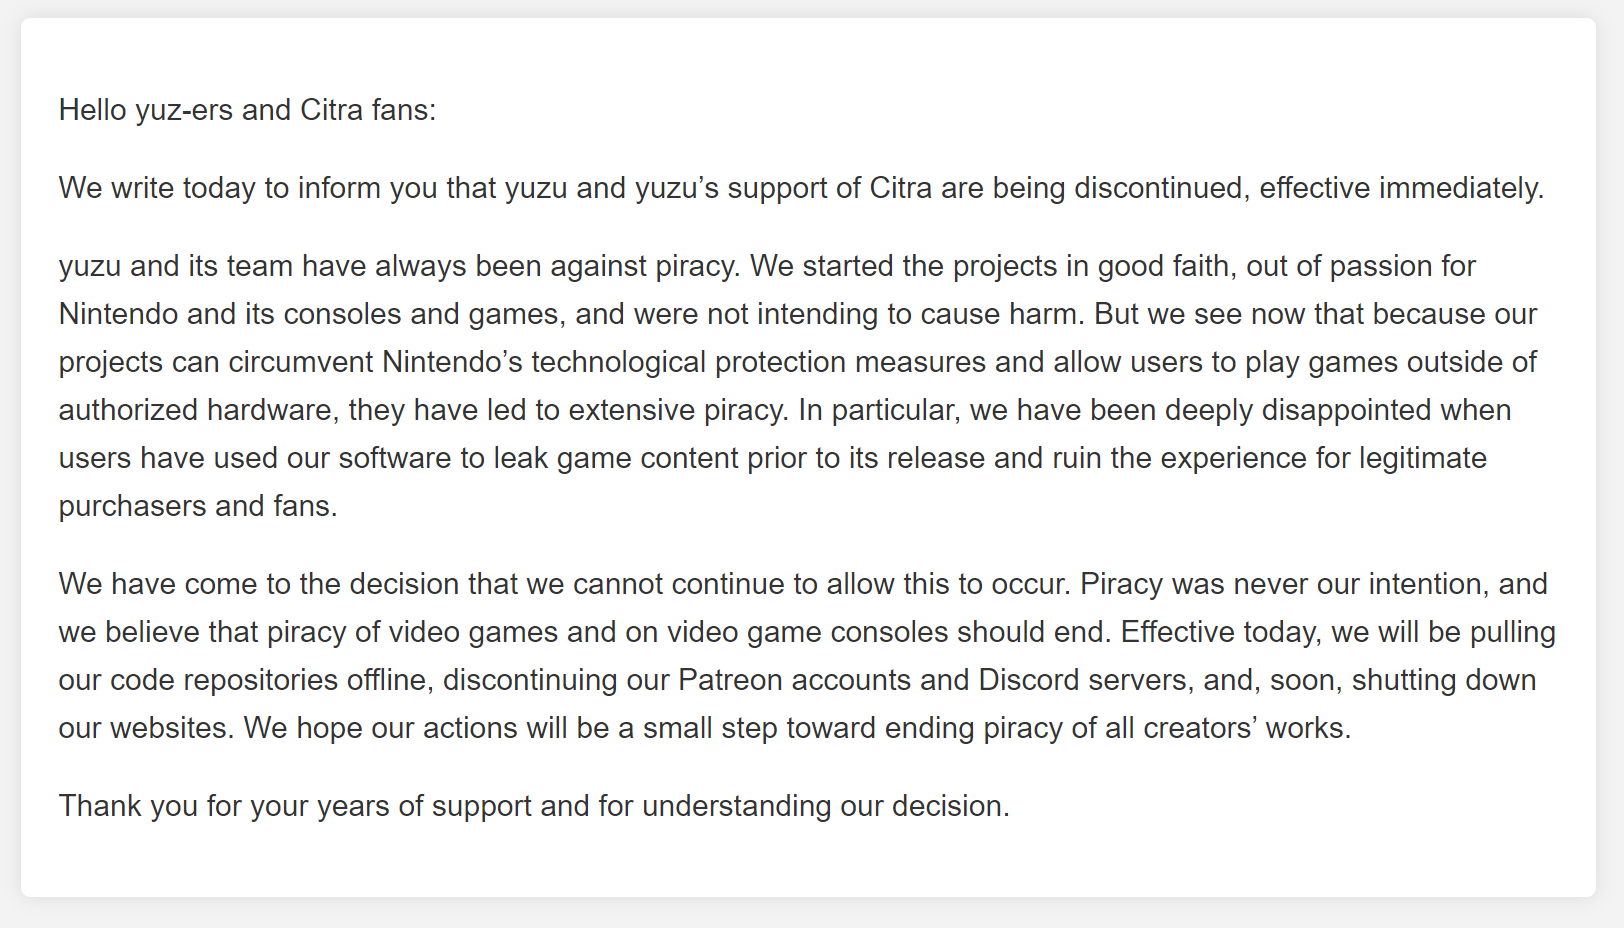 Hello yuz-ers and Citra fans:
We write today to inform you that yuzu and yuzu’s support of Citra are being discontinued, effective immediately.
yuzu and its team have always been against piracy. We started the projects in good faith, out of passion for
Nintendo and its consoles and games, and were not intending to cause harm. But we see now that because our
projects can circumvent Nintendo’s technological protection measures and allow users to play games outside of
authorized hardware, they have led to extensive piracy. In particular, we have been deeply disappointed when
users have used our software to leak game content prior to its release and ruin the experience for legitimate
purchasers and fans.
We have come to the decision that we cannot continue to allow this to occur. Piracy was never our intention, and
we believe that piracy of video games and on video game consoles should end. Effective today, we will be pulling
our code repositories offline, discontinuing our Patreon accounts and Discord servers, and, soon, shutting down
our websites. We hope our actions will be a small step toward ending piracy of all creators’ works.
Thank you for your years of support and for understanding our decision.